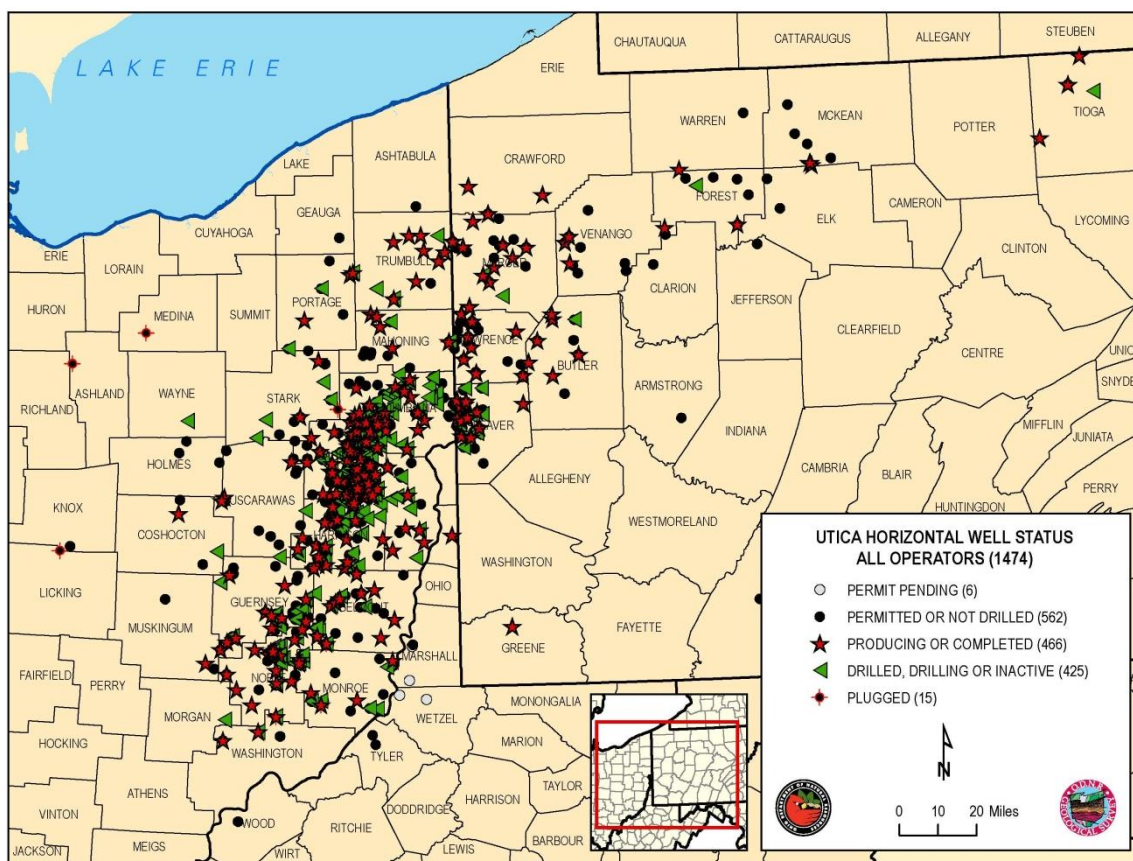 LAKE ERIE
CHAUTAUQUA
CATTARAUGUS
ALLEGANY
STEUBEN
ERIE
WARREN
MCKEAN
POTTER
TIOGA
ASHTABULA
LAKE
CRAWFORD
GEAUGA
FOREST
CAMERON
ELK
LYCOMING
CUYAHOGA
VENANGO
CLINTON
ERIE
LORAIN
TRUMBULL
CLARION
HURON
MEDINA
SUMMIT
PORTAGE
JEFFERSON
CLEARFIELD
MAHONING
CENTRE
BUTLER
ASHLAND
WAYNE
STARK
ARMSTRONG
RICHLAND
INDIANA
MIFFLIN
JUNIATA
HOLMES
CAMBRIA
BLAIR
ALLEGHENY
PERRY
HUNTINGDON
KNOX
COSHOCTON
WESTMORELAND
WASHINGTON
OHIO
LICKING
GUERNSEY
MUSKINGUM
FAYETTE
GREENE
MARSHALL
FAIRFIELD
PERRY
MONROE
MORGAN
WETZEL
MONONGALIA
HOCKING
WASHINGTON
MARION
TYLER
ATHENS
TAYLOR
HARRISON
DODDRIDGE
VINTON
WOOD
RITCHIE
BARBOUR
JACKSON
MEIGS
WIRT
LEWIS
UTICA HORIZONTAL WELL STATUS
ALL OPERATORS (1474)
PERMIT PENDING (6)
PERMITTED OR NOT DRILLED (562)
PRODUCING OR COMPLETED (466)
DRILLED, DRILLING OR INACTIVE (425)
PLUGGED (15)
N
0 10 20 Miles